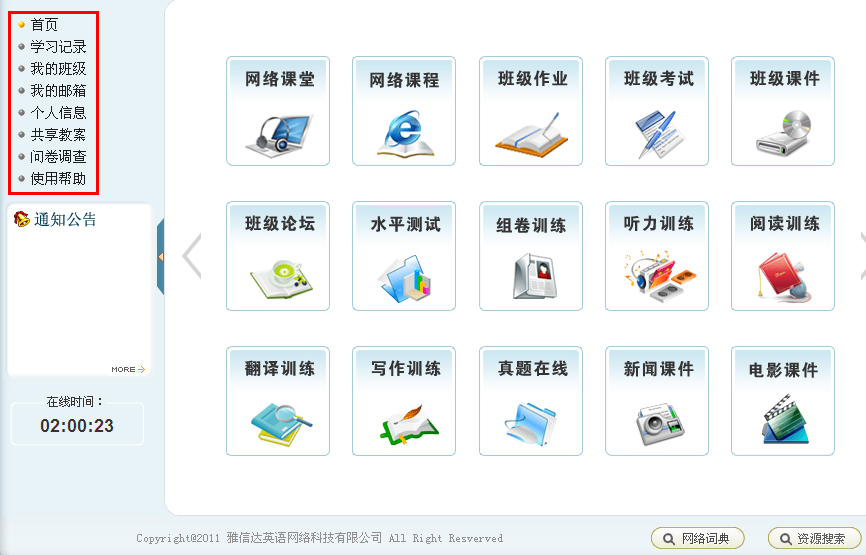 首页
学习记录
我的班级
我的邮箱
个人信息
共享教案
问卷调查
使用帮助
通知公告
MORE
在线时间：
02:00:23
网络课堂 网络课程 班级作业 班级考试 班级课件
班级论坛 水平测试 组卷训练 听力训练 阅读训练
翻译训练 写作训练 真题在线 新闻课件 电影课件
Copyright@2011 雅信达英语网络科技有限公司 All Right Resverved
网络词典 资源搜索